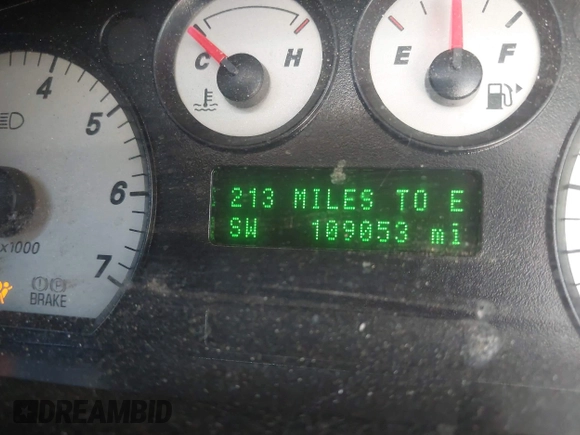 C H
E F
4
5
6
7
x1000
BRAKE
213 MILES TO E
SW 109053 mi
DREAMBID